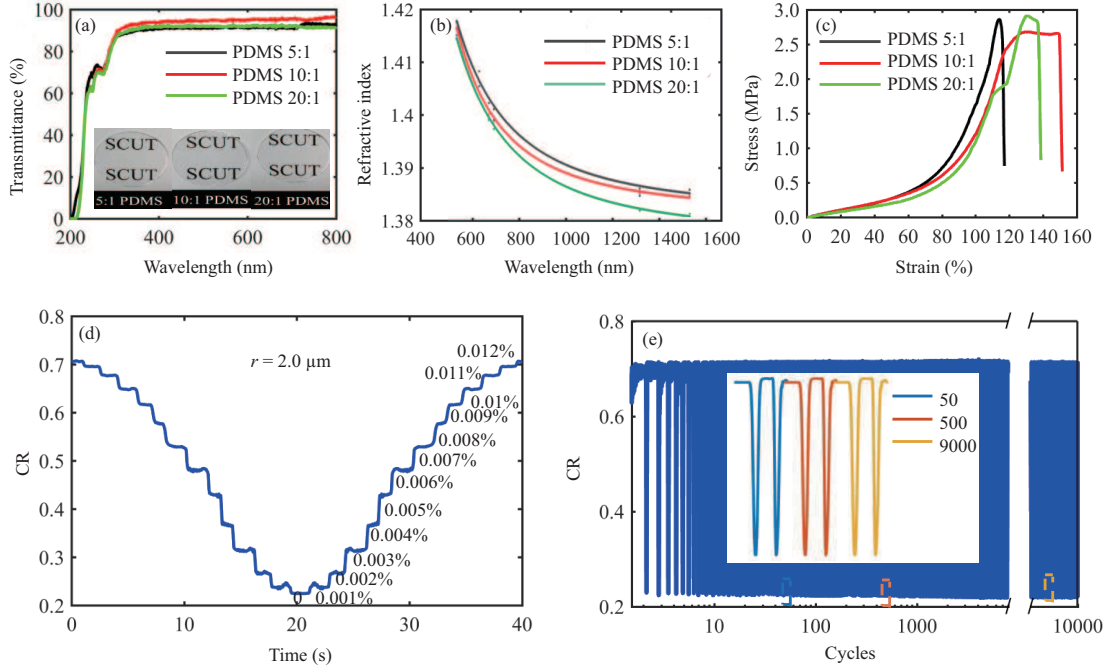 (a)
100
80
60
40
20
0
Transmittance (%)
PDMS 5:1
PDMS 10:1
PDMS 20:1
SCUT SCUT SCUT
SCUT SCUT SCUT
5:1 PDMS 10:1 PDMS 20:1 PDMS
200 400 600 800
Wavelength (nm)
(b)
1.42
1.41
1.4
1.39
1.38
Refractive index
PDMS 5:1
PDMS 10:1
PDMS 20:1
400 600 800 1000 1200 1400 1600
Wavelength (nm)
(c)
3.0
2.5
2.0
1.5
1.0
0.5
0.0
Stress (MPa)
PDMS 5:1
PDMS 10:1
PDMS 20:1
0 20 40 60 80 100 120 140 160
Strain (%)
(d)
0.8
0.7
0.6
0.5
0.4
0.3
0.2
CR
r = 2.0 μm
0.012%
0.011%
0.01%
0.009%
0.008%
0.007%
0.006%
0.005%
0.004%
0.003%
0.002%
0.001%
0
0 10 20 30 40
Time (s)
(e)
0.8
0.6
0.4
0.2
CR
50
500
9000
10 100 1000 10000
Cycles